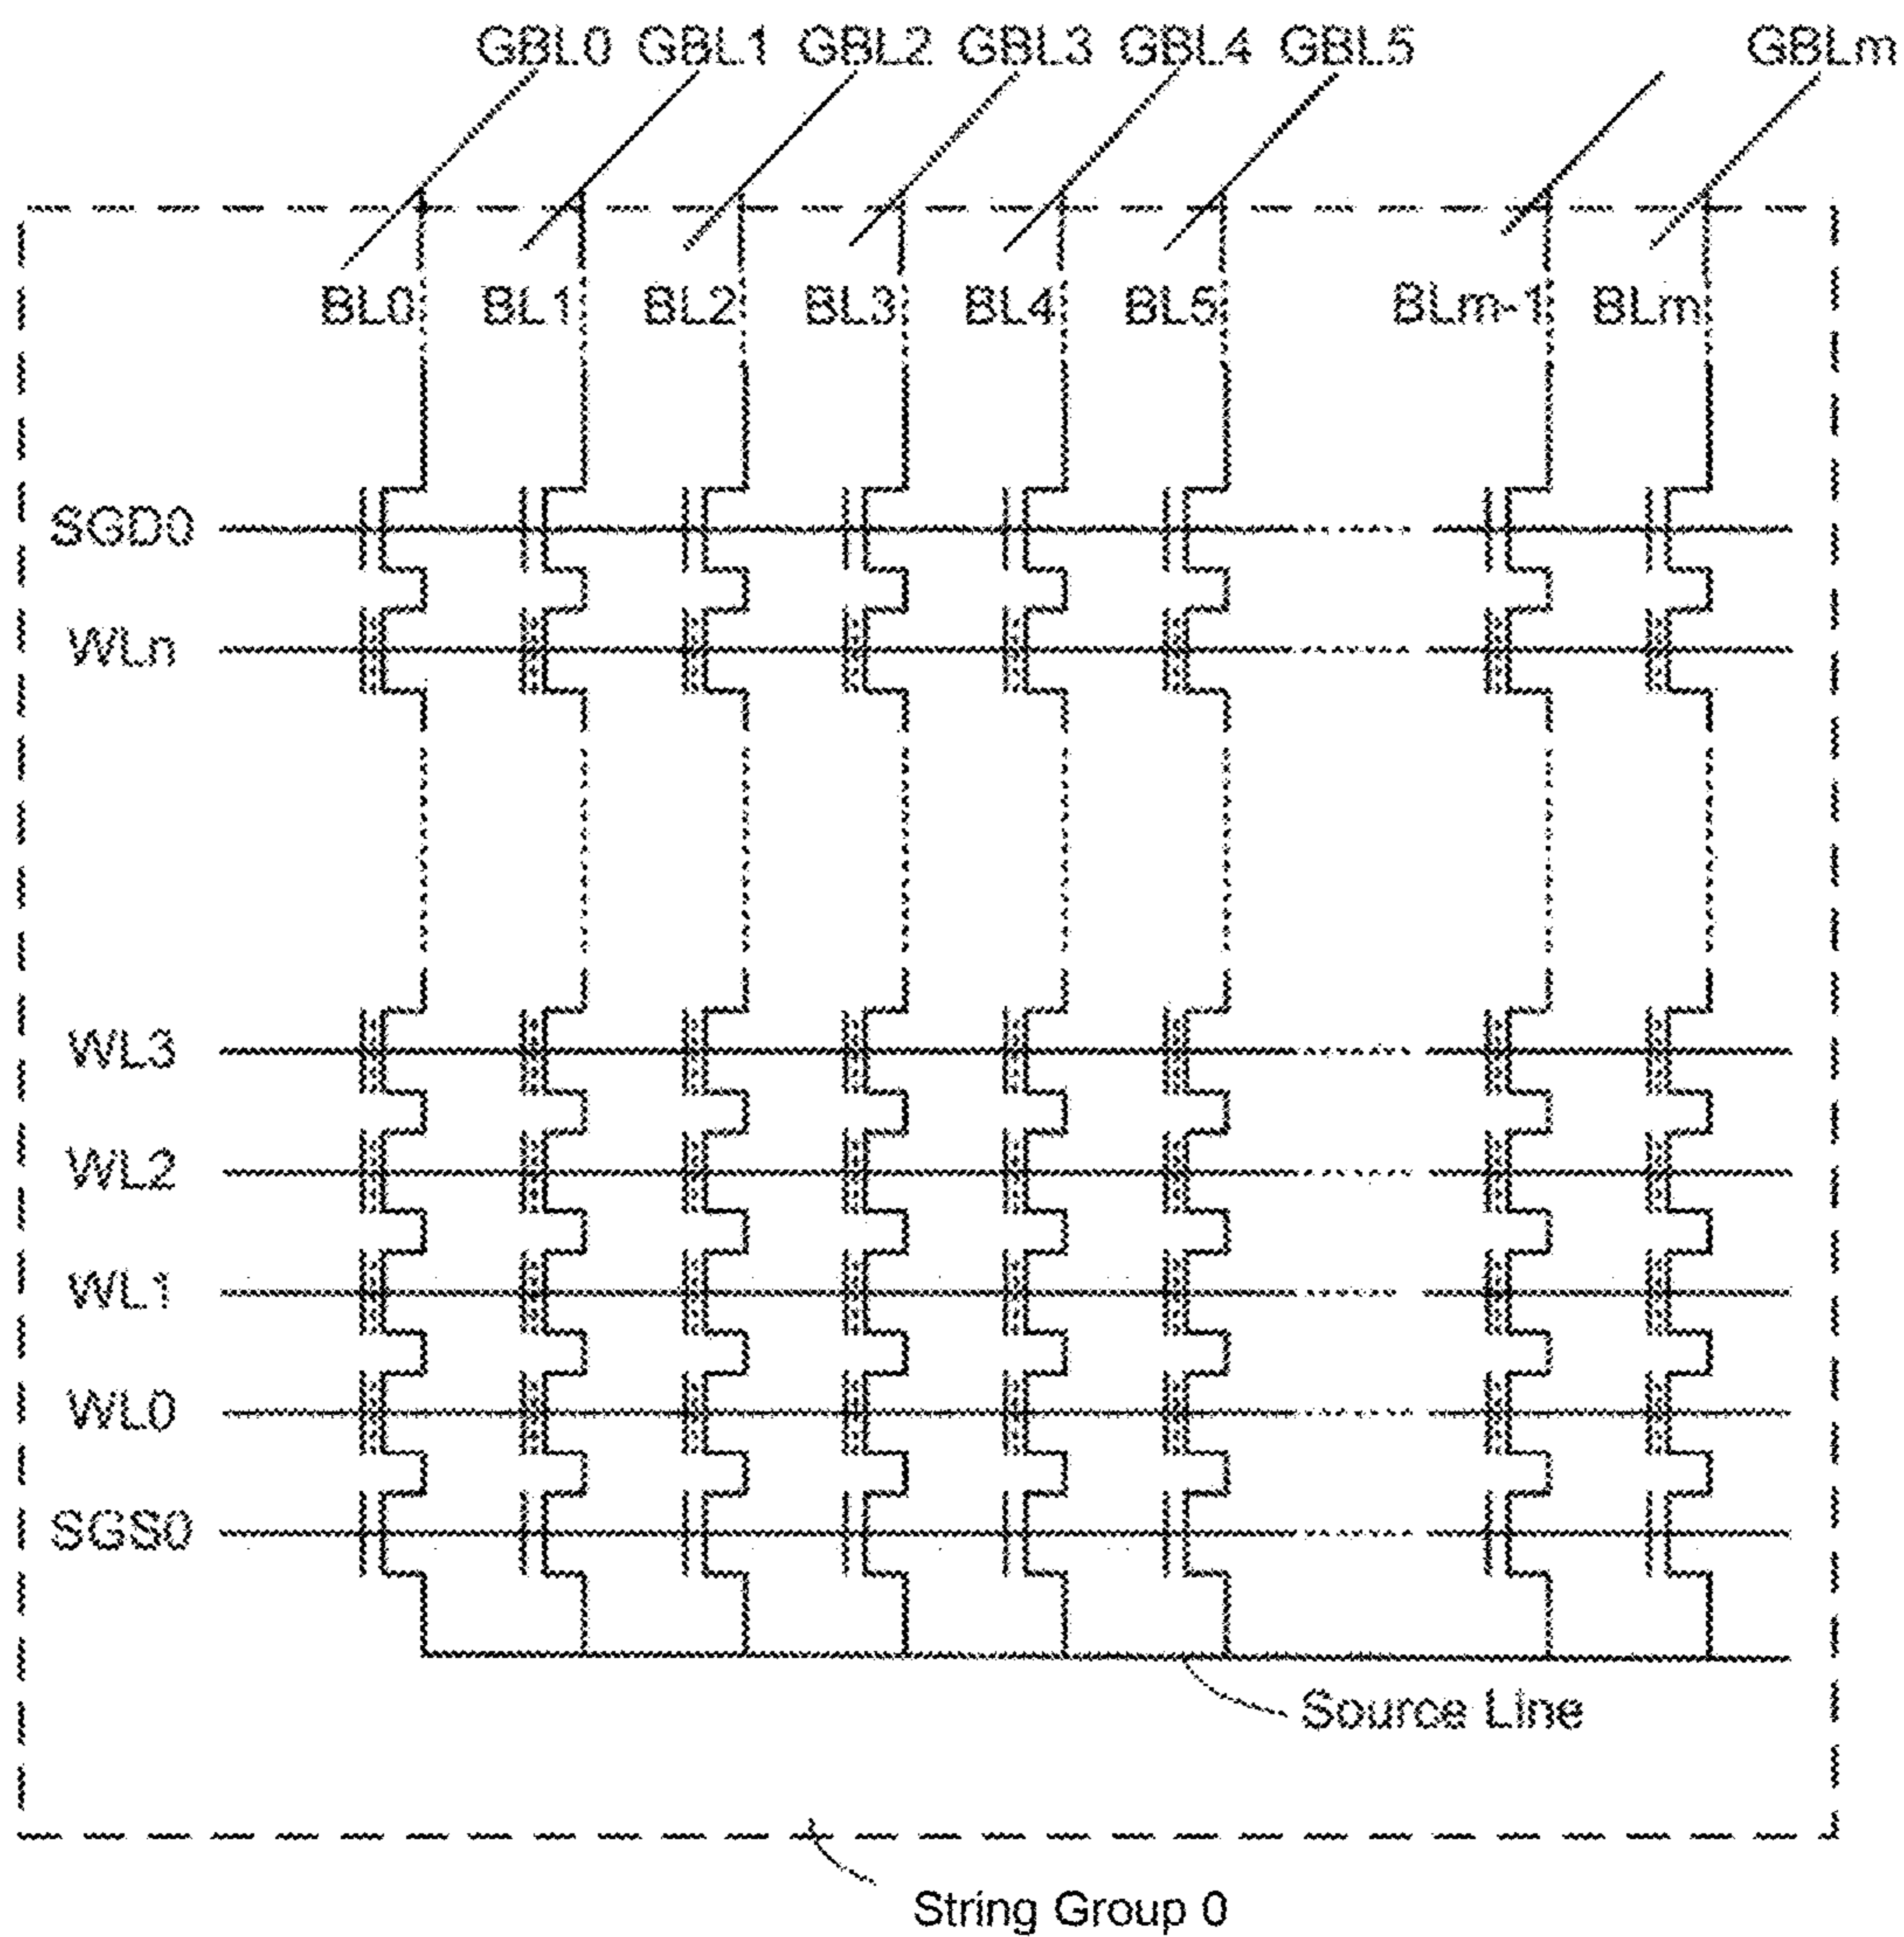 GBL0 GBL1 GBL2 GBL3 GBL4 GBL5 GBLm
BL0 BL1 BL2 BL3 BL4 BL5 BLm-1 BLm
SGD0
WLn
WL3
WL2
WL1
WL0
SGS0
Source Line
String Group 0